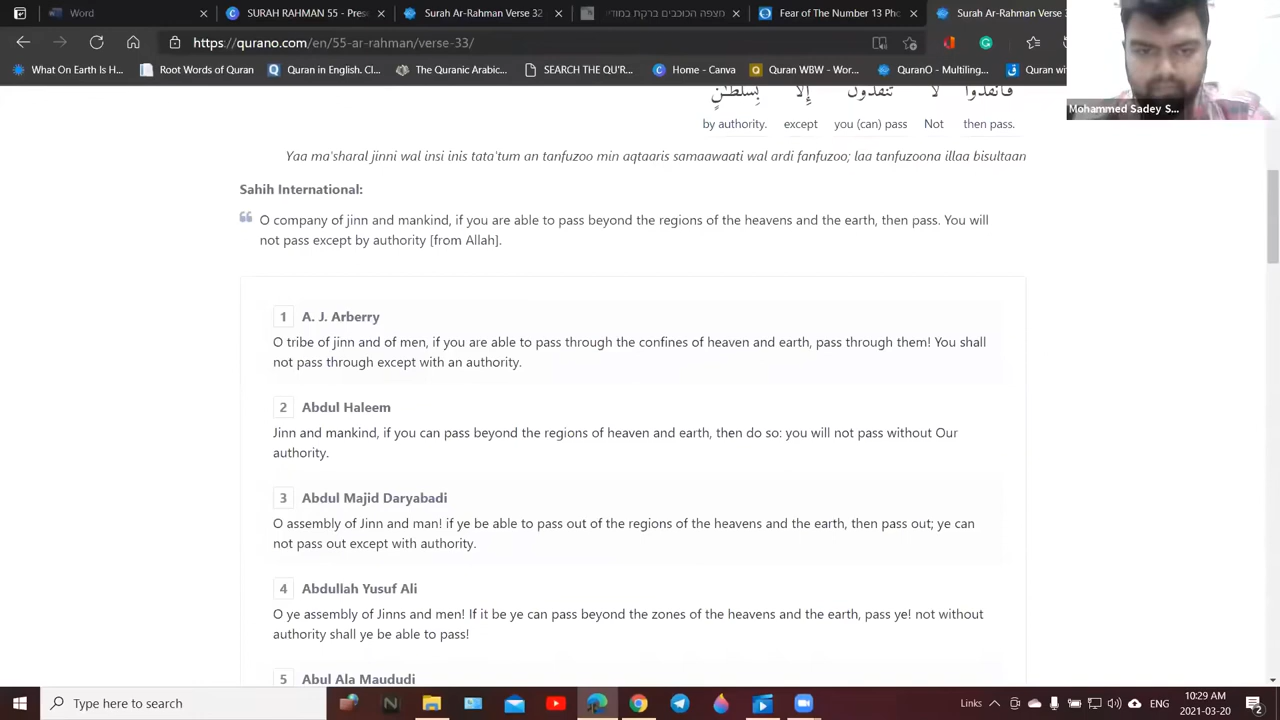 Word
SURAH RAHMAN 55 - Pres
Surah Ar-Rahman Verse 32
מצפה הכוכבים ברקת במודי
Fear of The Number 13 Pho
Surah Ar-Rahman Verse 3
https://qurano.com/en/55-ar-rahman/verse-33/
What On Earth Is H...
Root Words of Quran
Quran in English. cl...
The Quranic Arabic...
SEARCH THE QU'R...
Home - Canva
Quran WBW - Wor...
QuranO - Multiling...
Quran wit
Mohammed Sadey S...
فَانْفُذُوا لَا تَنْفُذُونَ إِلَّا بِسُلْطَٰنٍ
by authority. except you (can) pass Not then pass.
Yaa ma'sharal jinni wal insi inis tata'tum an tanfuzoo min aqtaaris samaawaati wal ardi fanfuzoo; laa tanfuzoona illaa bisultaan
Sahih International:
O company of jinn and mankind, if you are able to pass beyond the regions of the heavens and the earth, then pass. You will
not pass except by authority [from Allah].
1 A. J. Arberry
O tribe of jinn and of men, if you are able to pass through the confines of heaven and earth, pass through them! You shall
not pass through except with an authority.
2 Abdul Haleem
Jinn and mankind, if you can pass beyond the regions of heaven and earth, then do so: you will not pass without Our
authority.
3 Abdul Majid Daryabadi
O assembly of Jinn and man! if ye be able to pass out of the regions of the heavens and the earth, then pass out; ye can
not pass out except with authority.
4 Abdullah Yusuf Ali
O ye assembly of Jinns and men! If it be ye can pass beyond the zones of the heavens and the earth, pass ye! not without
authority shall ye be able to pass!
5 Abul Ala Maududi
Type here to search
Links
ENG
10:29 AM
2021-03-20
2